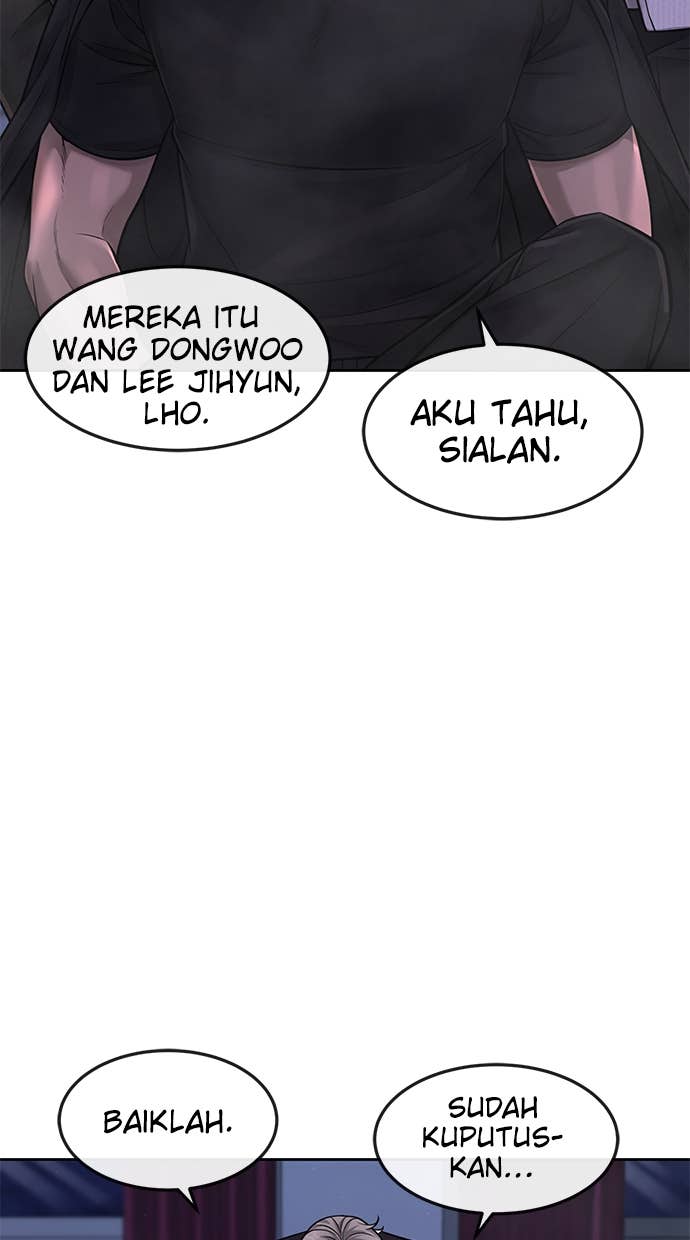 MEREKA ITU
WANG DONGWOO
DAN LEE JIHYUN,
LHO.
AKU TAHU,
SIALAN.
BAIKLAH.
SUDAH
KUPUTUS-
KAN...